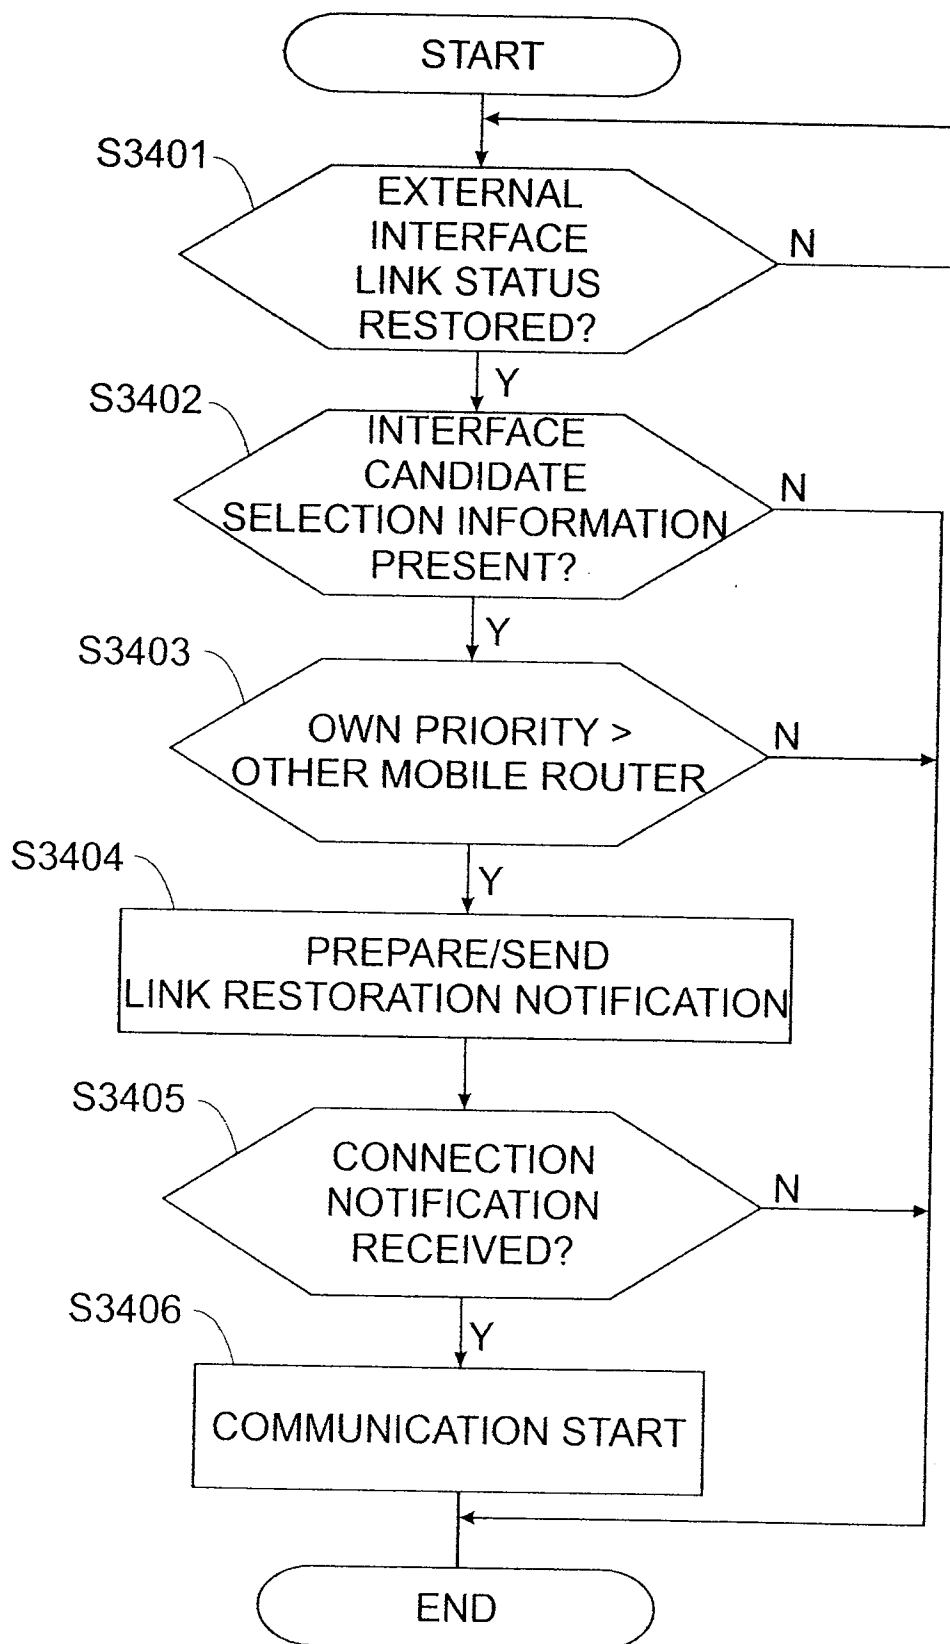 START
S3401
EXTERNAL
INTERFACE
LINK STATUS
RESTORED?
N
Y
S3402
INTERFACE
CANDIDATE
SELECTION INFORMATION
PRESENT?
N
Y
S3403
OWN PRIORITY >
OTHER MOBILE ROUTER
N
Y
S3404
PREPARE/SEND
LINK RESTORATION NOTIFICATION
S3405
CONNECTION
NOTIFICATION
RECEIVED?
N
Y
S3406
COMMUNICATION START
END